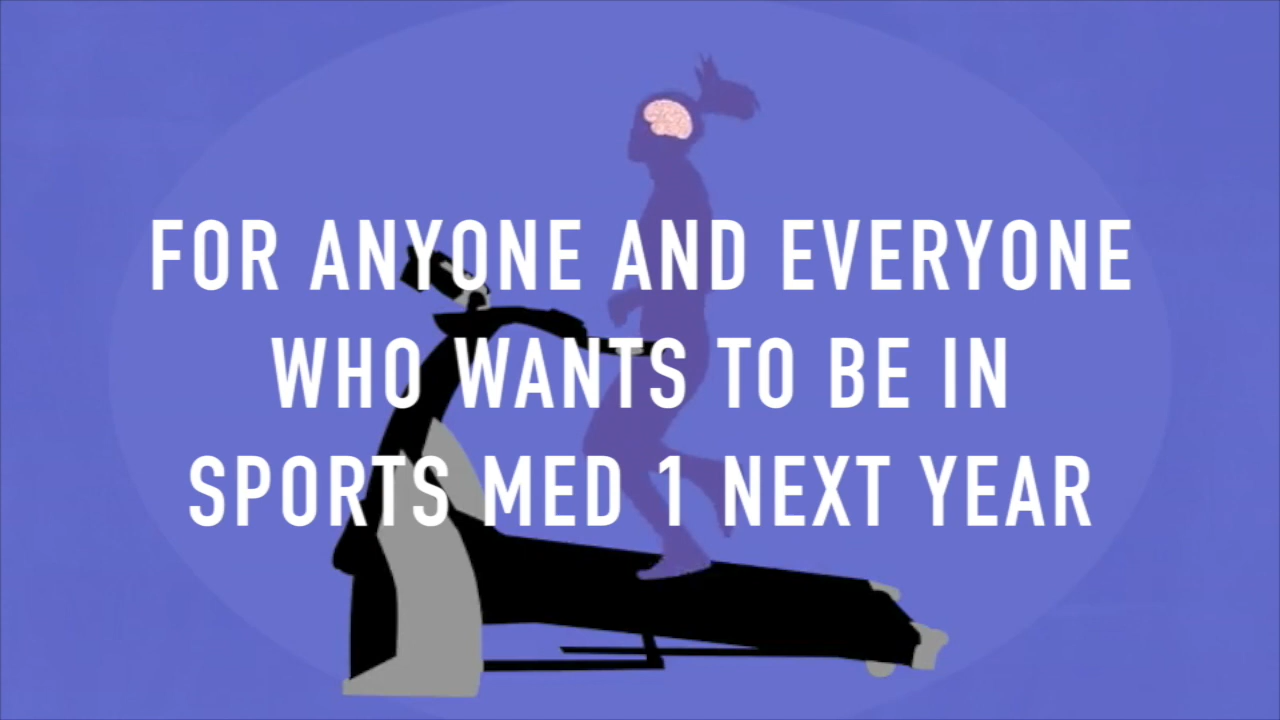 FOR ANYONE AND EVERYONE
WHO WANTS TO BE IN
SPORTS MED 1 NEXT YEAR